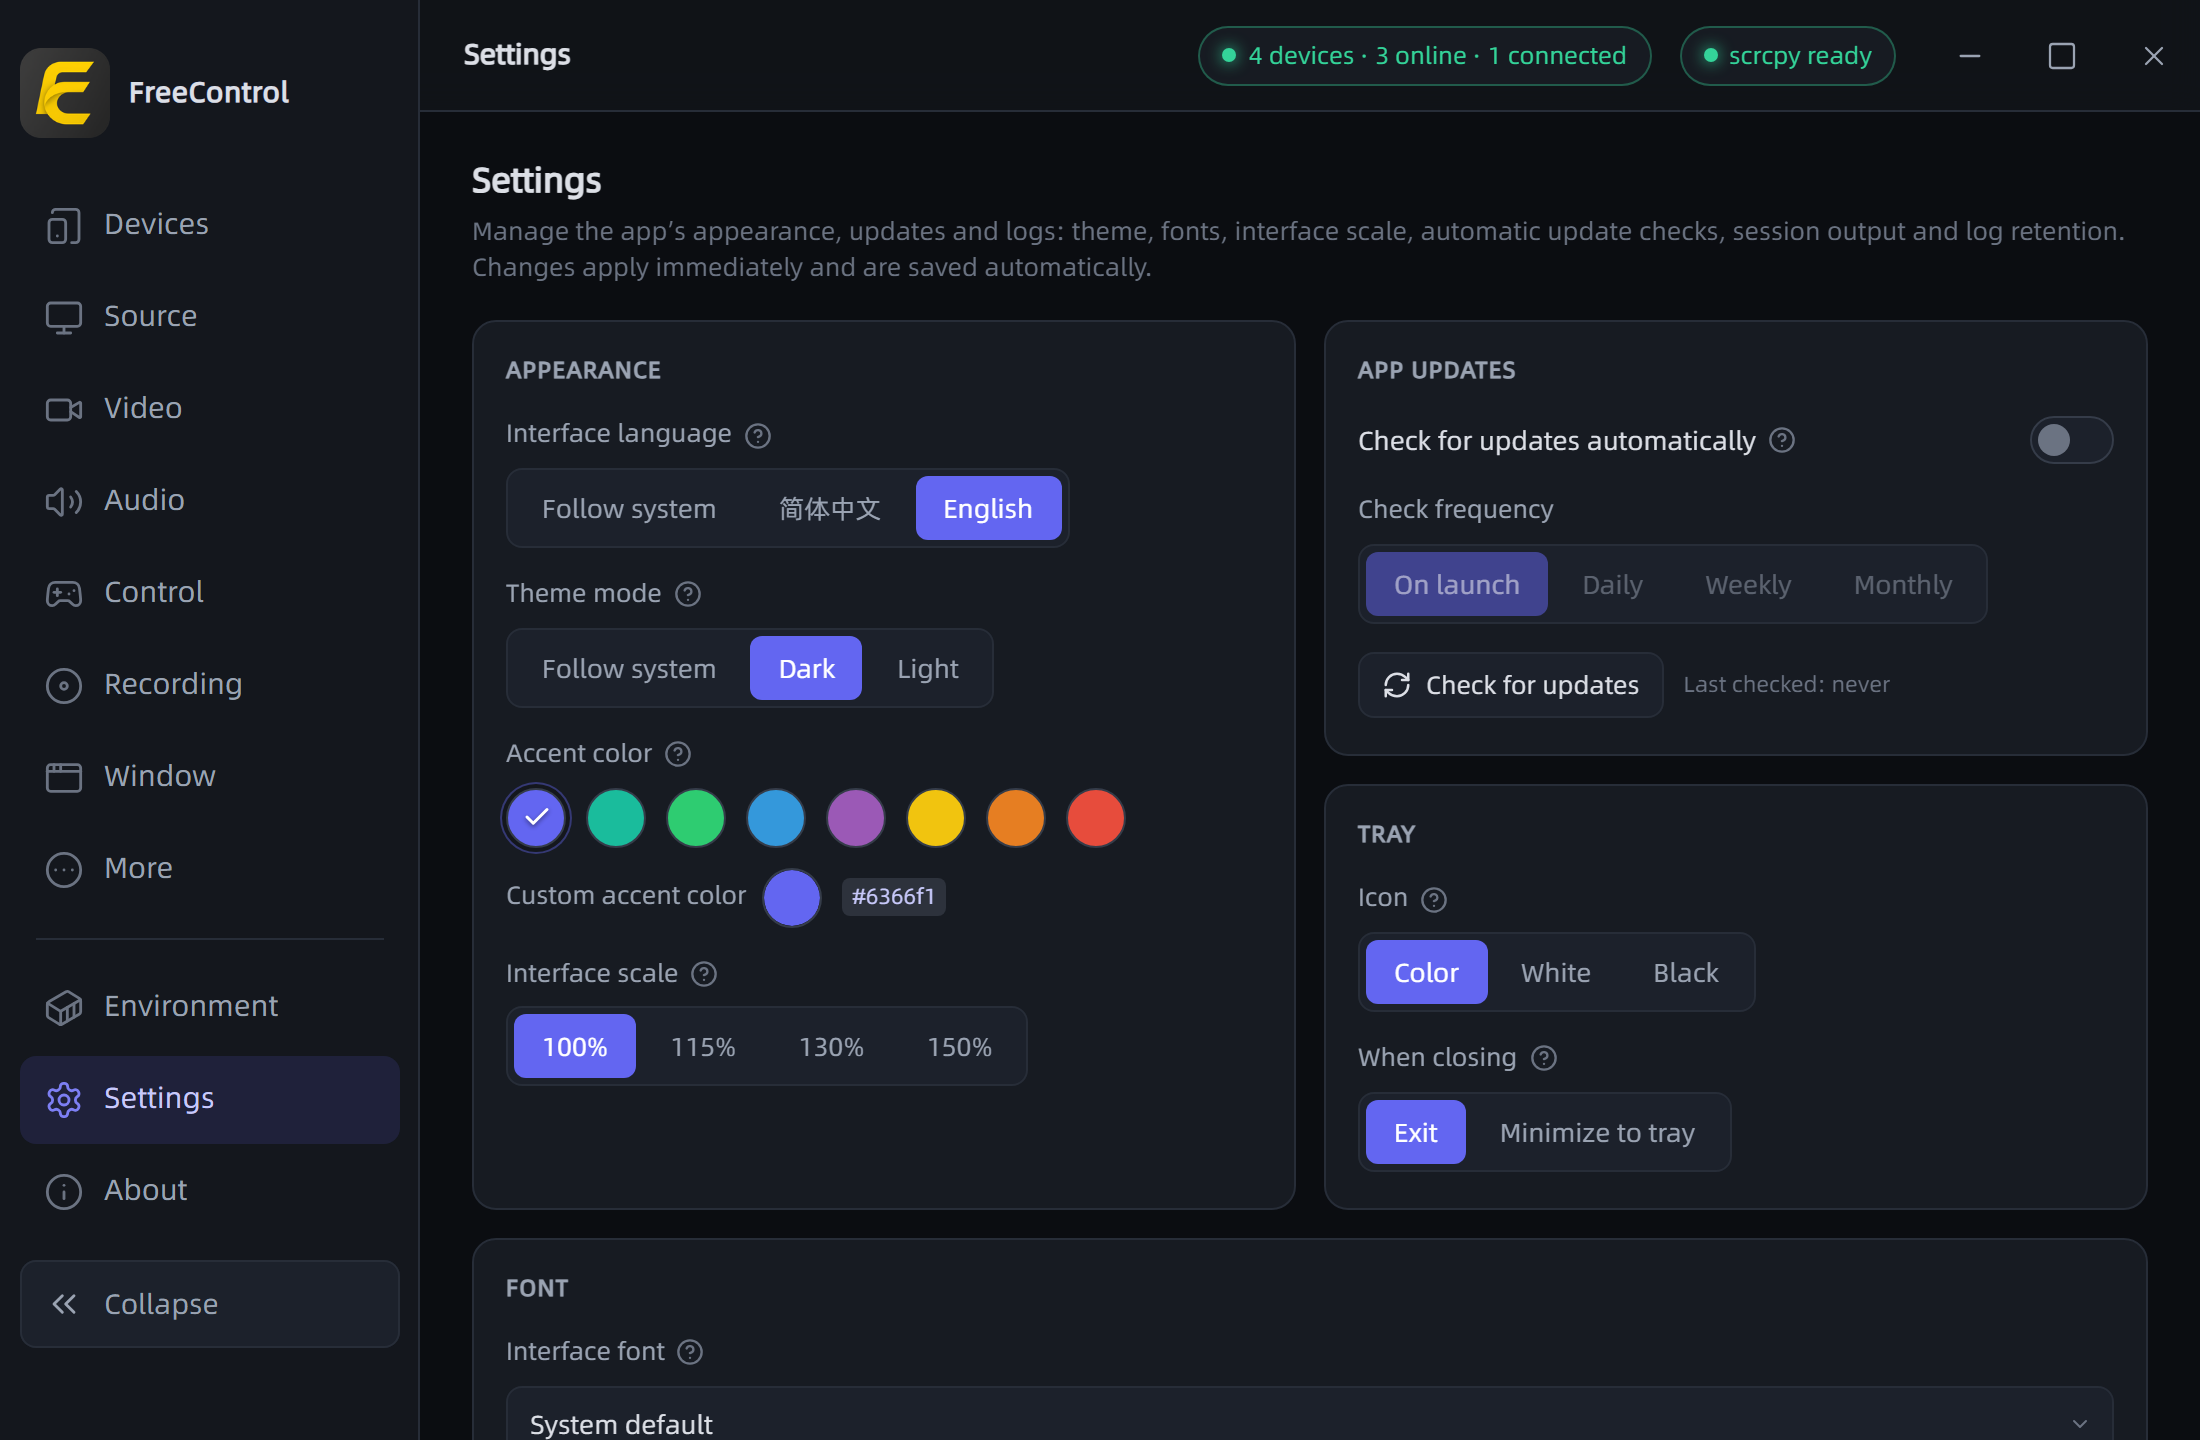 FreeControl
Devices
Source
Video
Audio
Control
Recording
Window
More
Environment
Settings
About
Collapse
Settings
4 devices · 3 online · 1 connected
scrcpy ready
Settings
Manage the app’s appearance, updates and logs: theme, fonts, interface scale, automatic update checks, session output and log retention.
Changes apply immediately and are saved automatically.
APPEARANCE
Interface language
Follow system 简体中文 English
Theme mode
Follow system Dark Light
Accent color
Custom accent color #6366f1
Interface scale
100% 115% 130% 150%
APP UPDATES
Check for updates automatically
Check frequency
On launch Daily Weekly Monthly
Check for updates Last checked: never
TRAY
Icon
Color White Black
When closing
Exit Minimize to tray
FONT
Interface font
System default